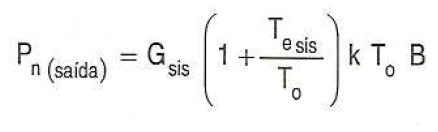 P_n (saída) = G_sis (1 + T_e sis / T_o) k T_o B